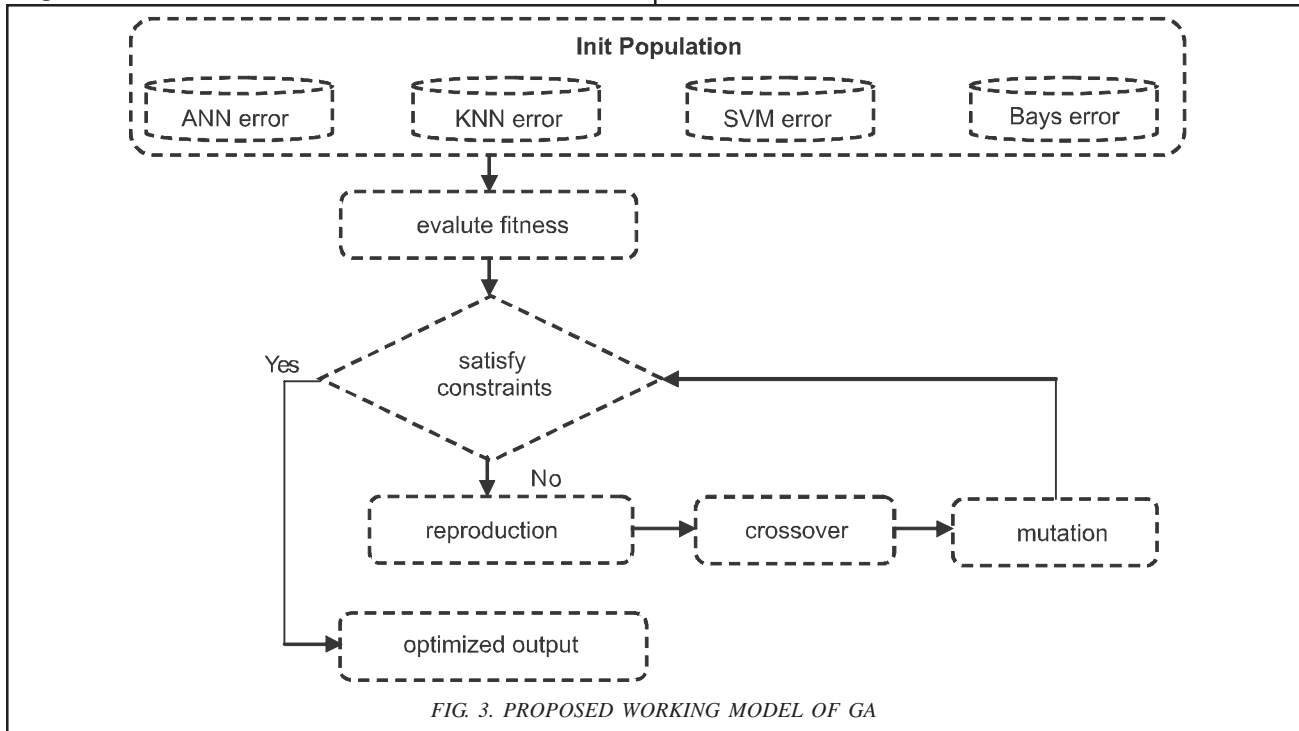 Init Population
ANN error
KNN error
SVM error
Bays error
evalute fitness
satisfy
constraints
Yes
No
reproduction
crossover
mutation
optimized output
FIG. 3. PROPOSED WORKING MODEL OF GA